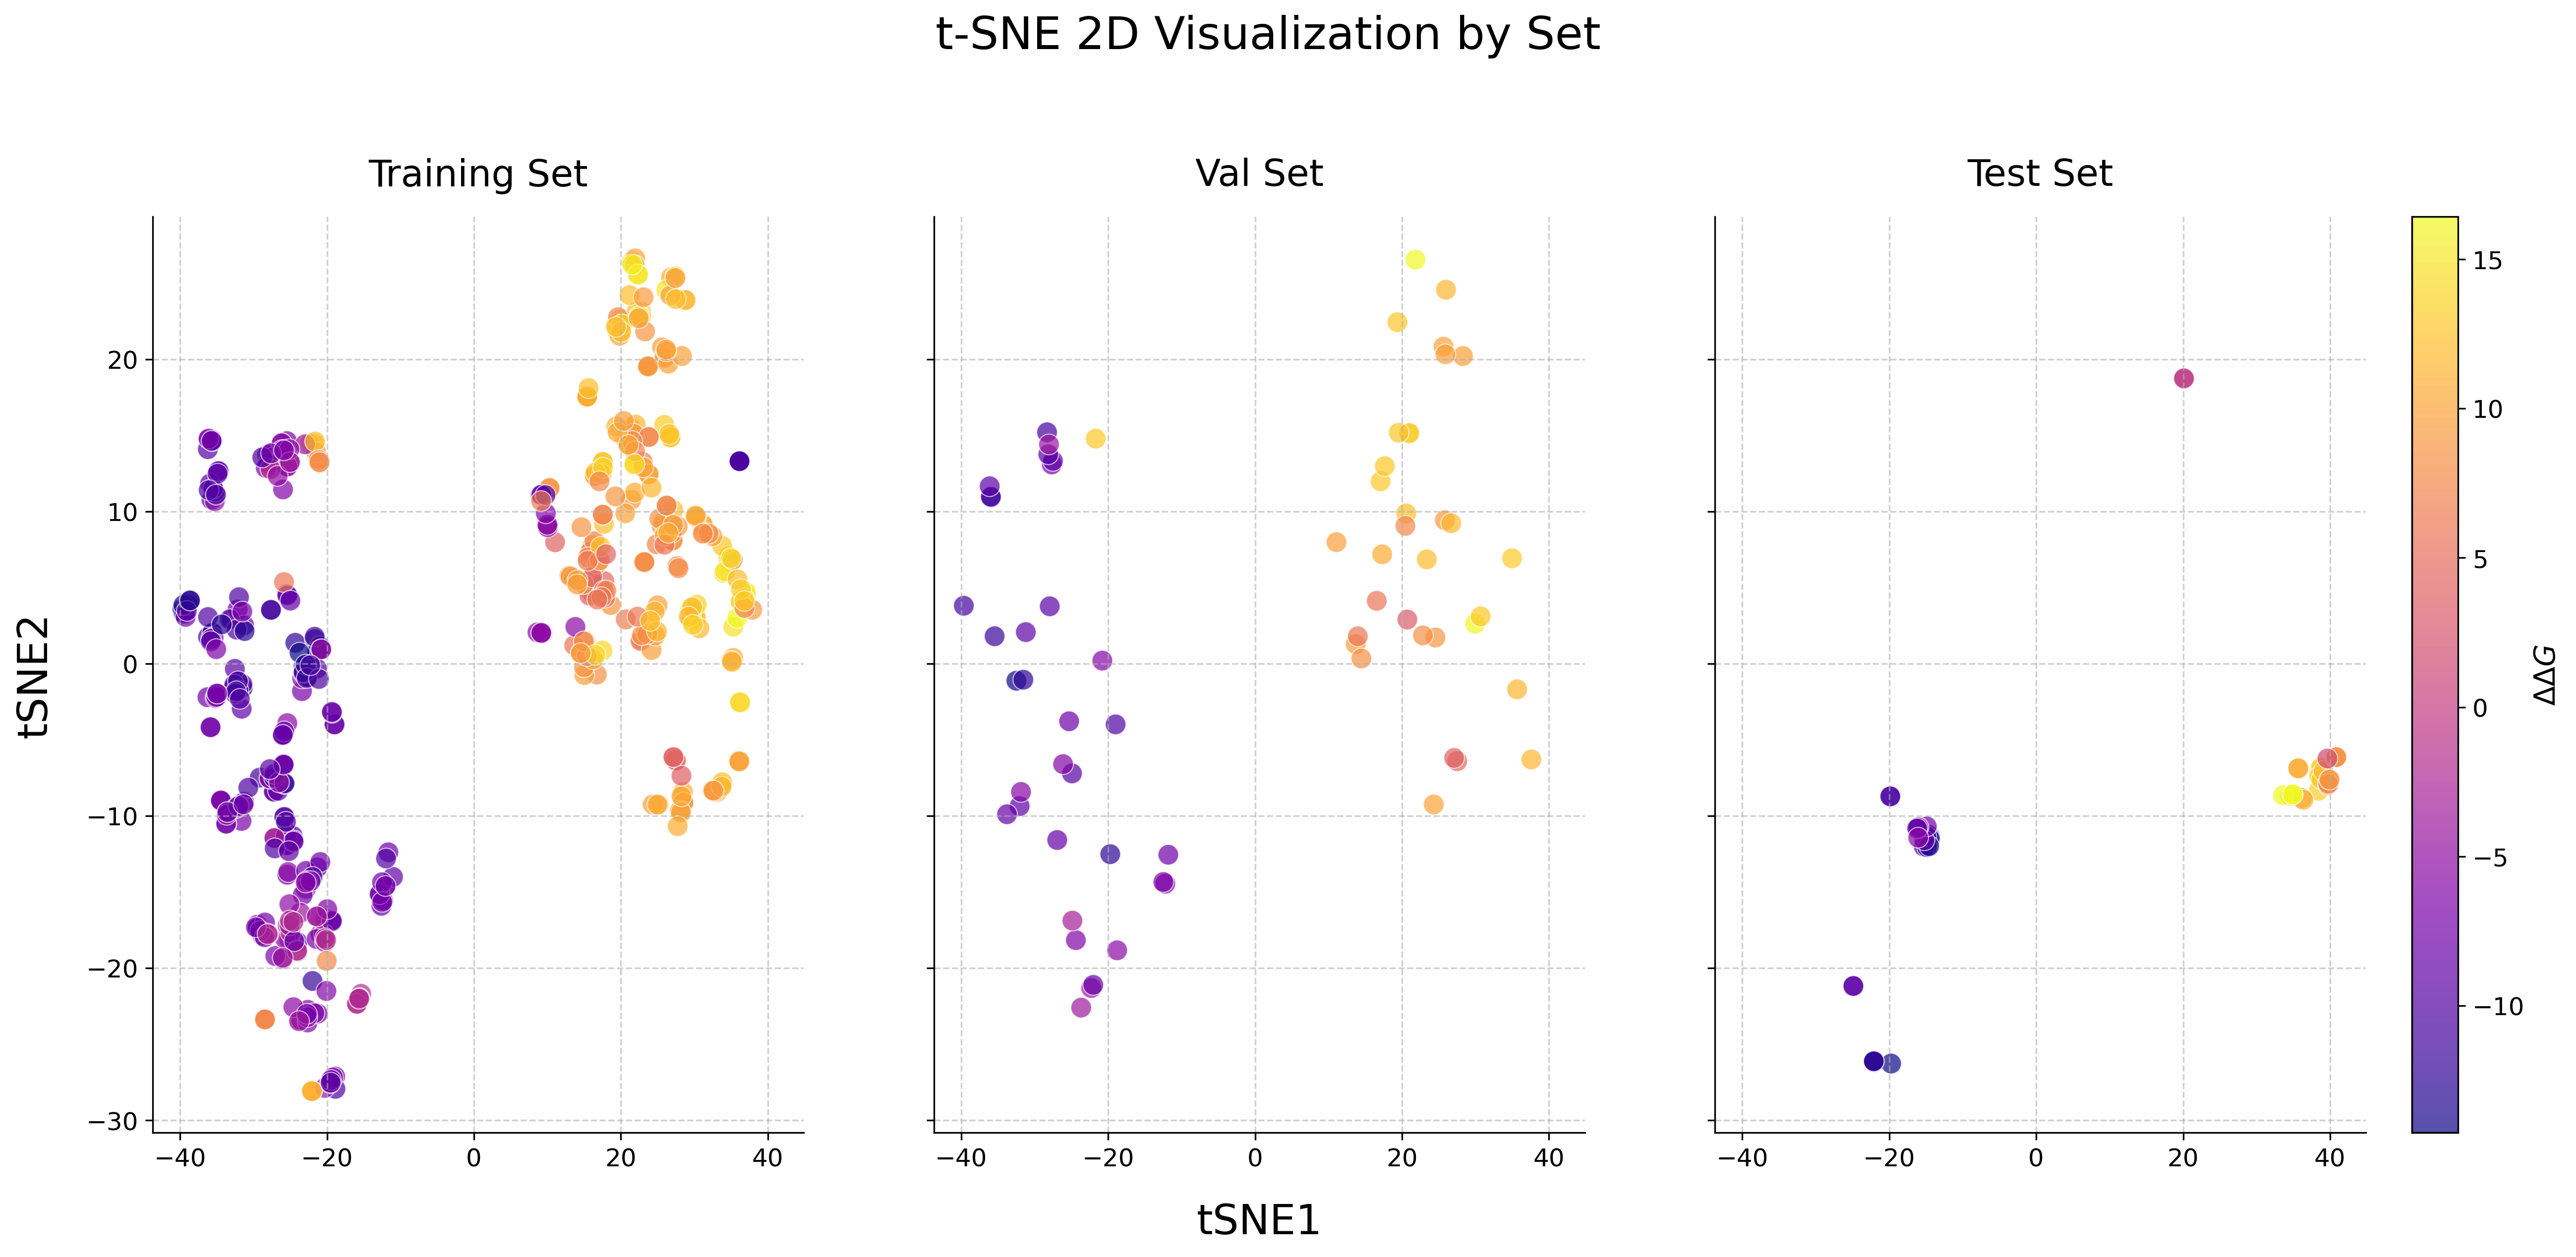 t-SNE 2D Visualization by Set
Training Set
Val Set
Test Set
tSNE2
20
10
0
−10
−20
−30
−40 −20 0 20 40
−40 −20 0 20 40
−40 −20 0 20 40
tSNE1
15
10
5
0
−5
−10
ΔΔG